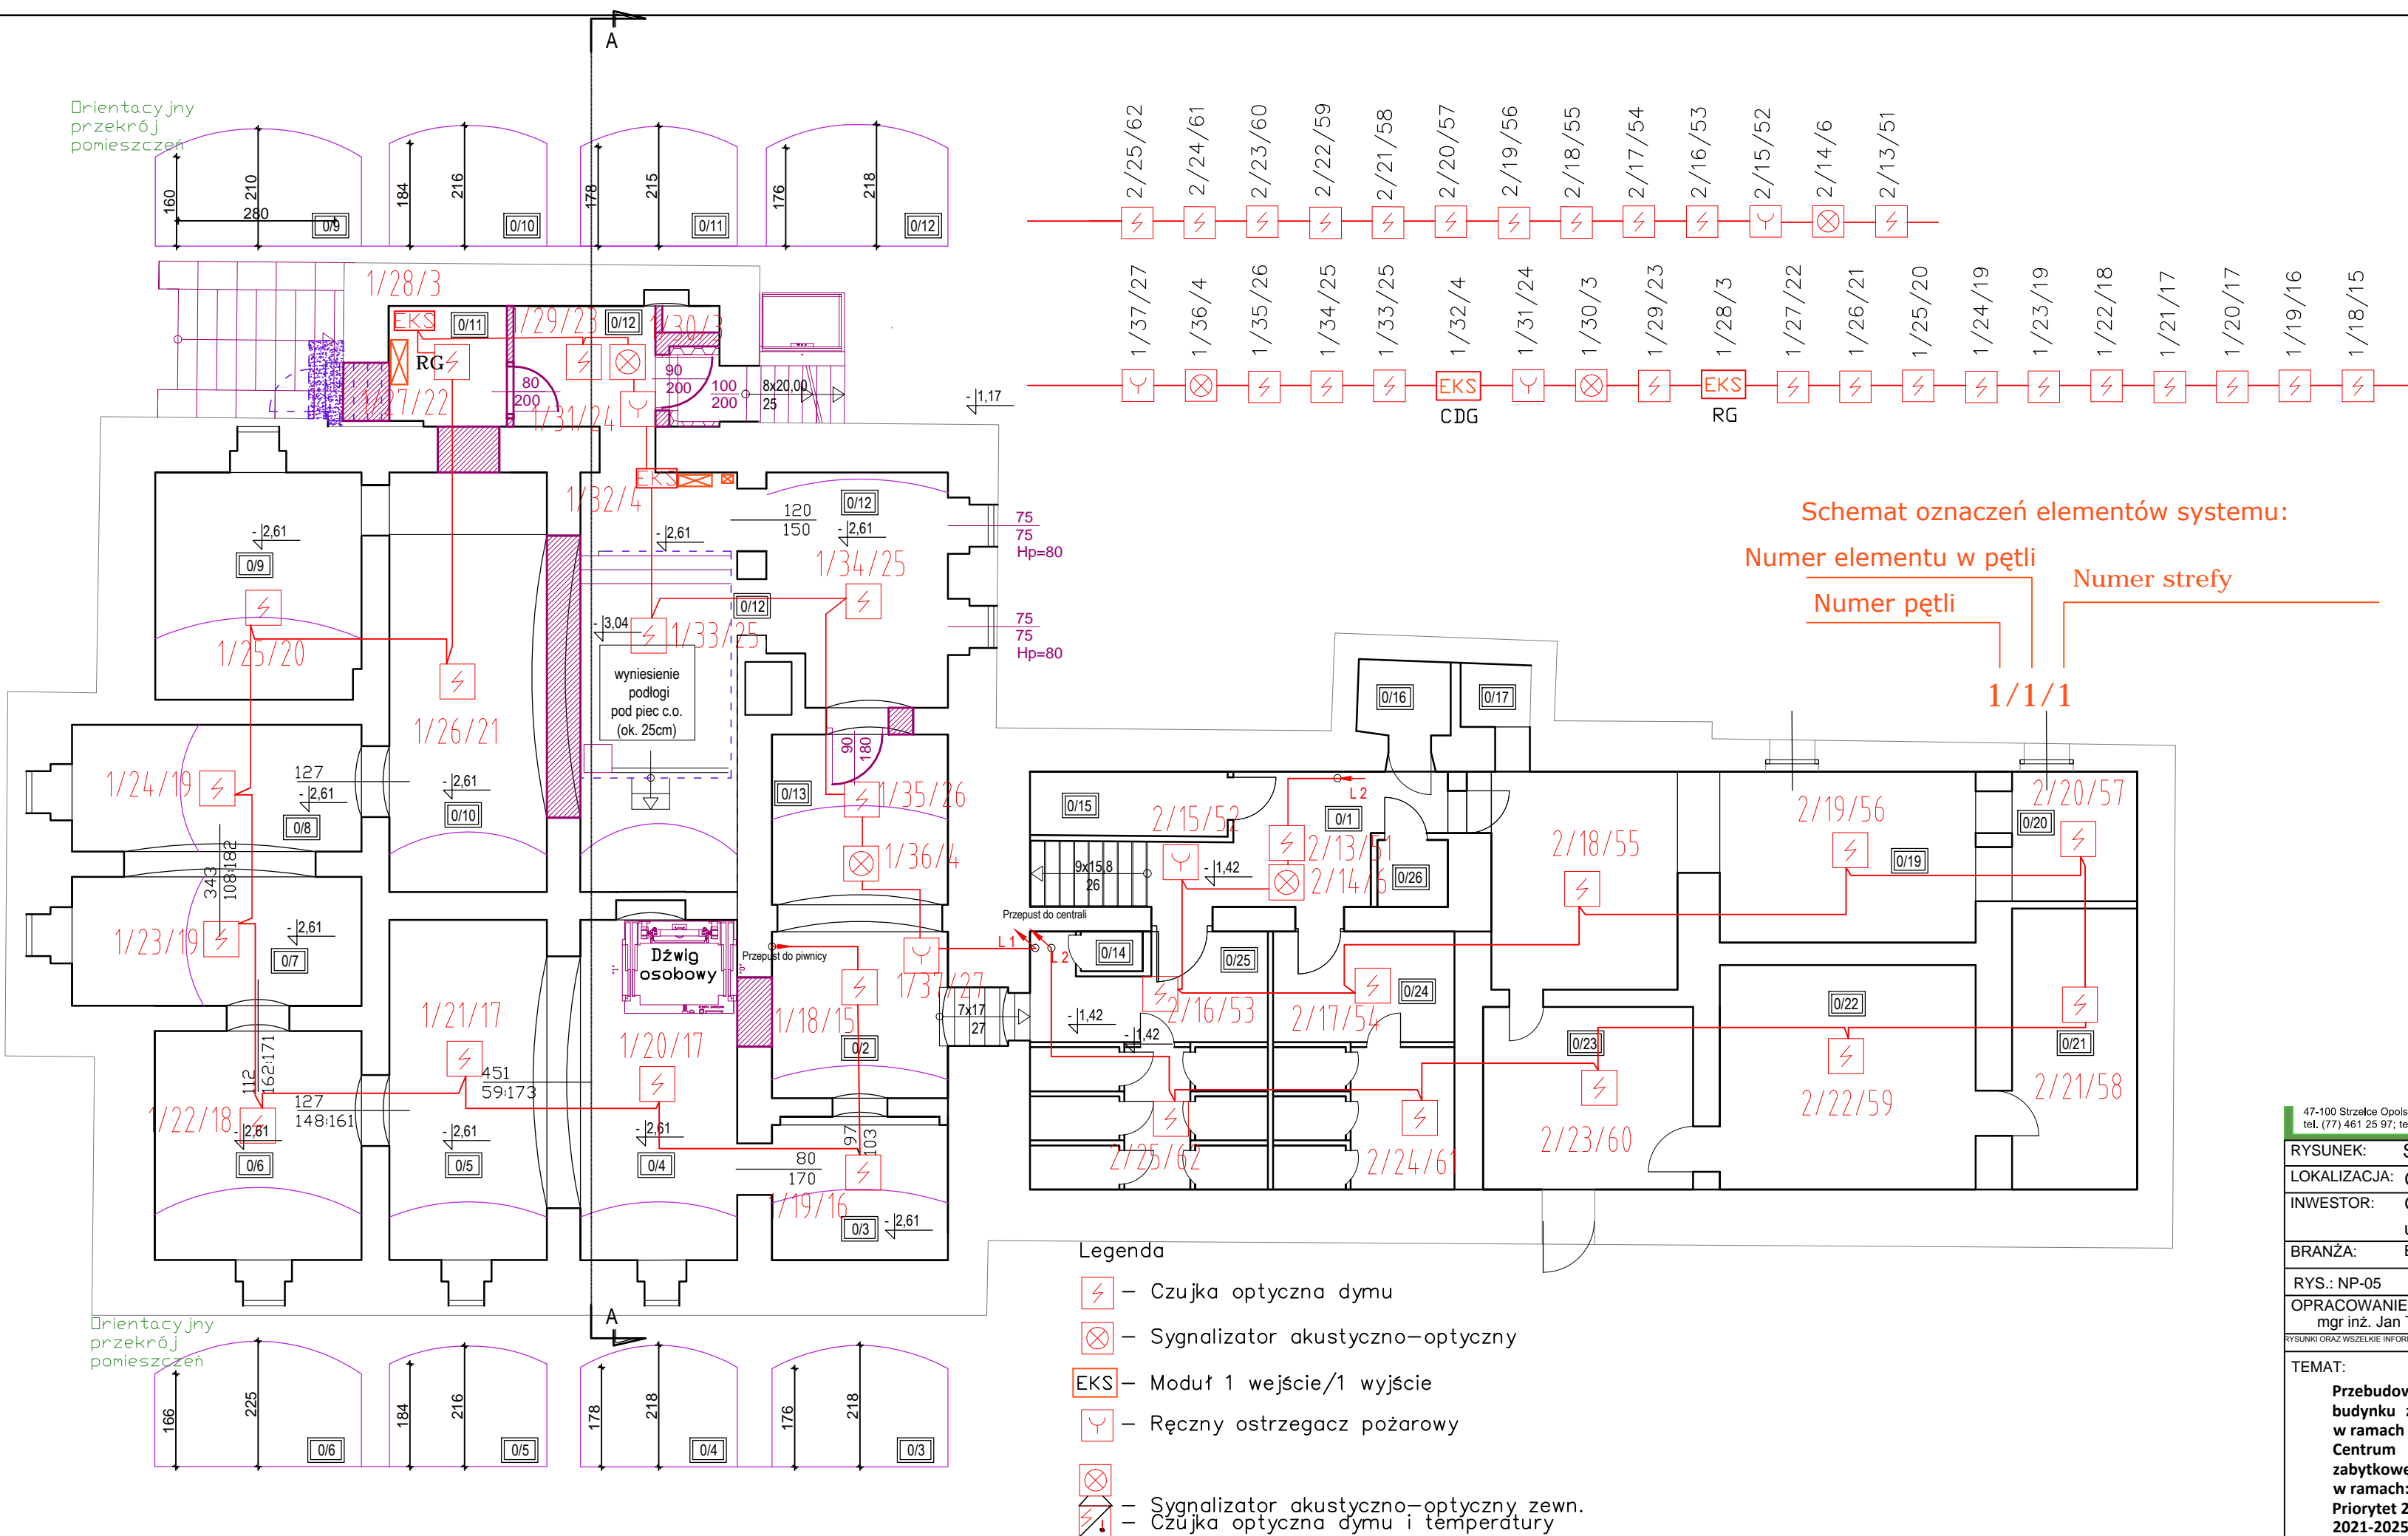 A
Orientacyjny
przekrój
pomieszczeń
160
210
280
0/9
184
216
0/10
178
215
0/11
176
218
0/12
2/25/62
2/24/61
2/23/60
2/22/59
2/21/58
2/20/57
2/19/56
2/18/55
2/17/54
2/16/53
2/15/52
2/14/6
2/13/51
1/37/27
1/36/4
1/35/26
1/34/25
1/33/25
1/32/4
1/31/24
1/30/3
1/29/23
1/28/3
1/27/22
1/26/21
1/25/20
1/24/19
1/23/19
1/22/18
1/21/17
1/20/17
1/19/16
1/18/15
EKS
CDG
EKS
RG
Schemat oznaczeń elementów systemu:
Numer elementu w pętli
Numer strefy
Numer pętli
1/1/1
1/28/3
EKS
0/11
1/29/23
0/12
1/30/3
RG
1/27/22
80
200
1/31/24
90
200
100
200
8x20,00
25
- 1,17
EKS
1/32/4
0/12
120
150
- 2,61
- 2,61
- 2,61
75
75
Hp=80
0/9
1/34/25
0/12
75
75
Hp=80
- 3,04
1/33/25
1/25/20
wyniesienie
podłogi
pod piec c.o.
(ok. 25cm)
1/26/21
90
180
0/16
0/17
1/24/19
127
- 2,61
- 2,61
0/8
0/10
0/13
1/35/26
0/15
L2
0/1
2/15/52
2/13/51
2/14/6
2/18/55
2/19/56
2/20/57
0/20
0/19
343
108:182
1/36/4
9x15,8
26
- 1,42
0/26
Przepust do centrali
1/23/19
- 2,61
0/7
Dźwig
osobowy
"1"
"0"
Przepust do piwnicy
L1
L2
0/14
0/25
1/37/27
0/24
0/22
1/21/17
1/18/15
7x17
27
- 1,42
- 1,42
2/16/53
2/17/54
0/2
0/23
0/21
1/20/17
112
162:171
451
59:173
127
148:161
1/22/18
- 2,61
- 2,61
- 2,61
0/6
0/5
0/4
97
103
80
170
1/19/16
0/3
- 2,61
2/25/62
2/24/61
2/23/60
2/22/59
2/21/58
A
Orientacyjny
przekrój
pomieszczeń
166
225
0/6
184
216
0/5
178
218
0/4
176
218
0/3
Legenda
– Czujka optyczna dymu
– Sygnalizator akustyczno–optyczny
EKS – Moduł 1 wejście/1 wyjście
– Ręczny ostrzegacz pożarowy
– Sygnalizator akustyczno–optyczny zewn.
– Czujka optyczna dymu i temperatury
47-100 Strzelce Opols
tel. (77) 461 25 97; te
RYSUNEK:
LOKALIZACJA:
INWESTOR:
BRANŻA:
RYS.: NP-05
OPRACOWANIE
mgr inż. Jan
RYSUNKI ORAZ WSZELKIE INFOR
TEMAT:
Przebudow
budynku
w ramach
Centrum
zabytkowe
w ramach:
Priorytet 2
2021-2025